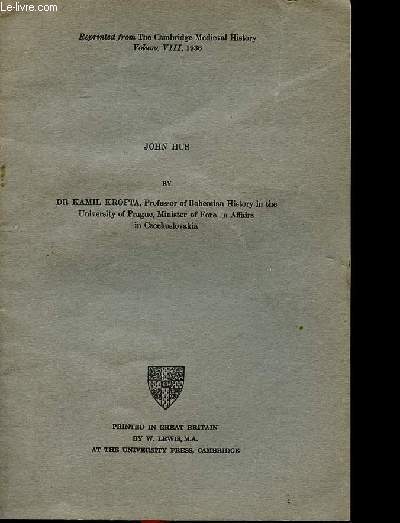 Le-livre.com
Reprinted from The Cambridge Medieval History
Volume VIII, 1936
JOHN HUS
BY
DR KAMIL KROFTA, Professor of Bohemian History in the
University of Prague, Minister of Foreign Affairs
in Czechoslovakia
PRINTED IN GREAT BRITAIN
BY W. LEWIS, M.A.
AT THE UNIVERSITY PRESS, CAMBRIDGE